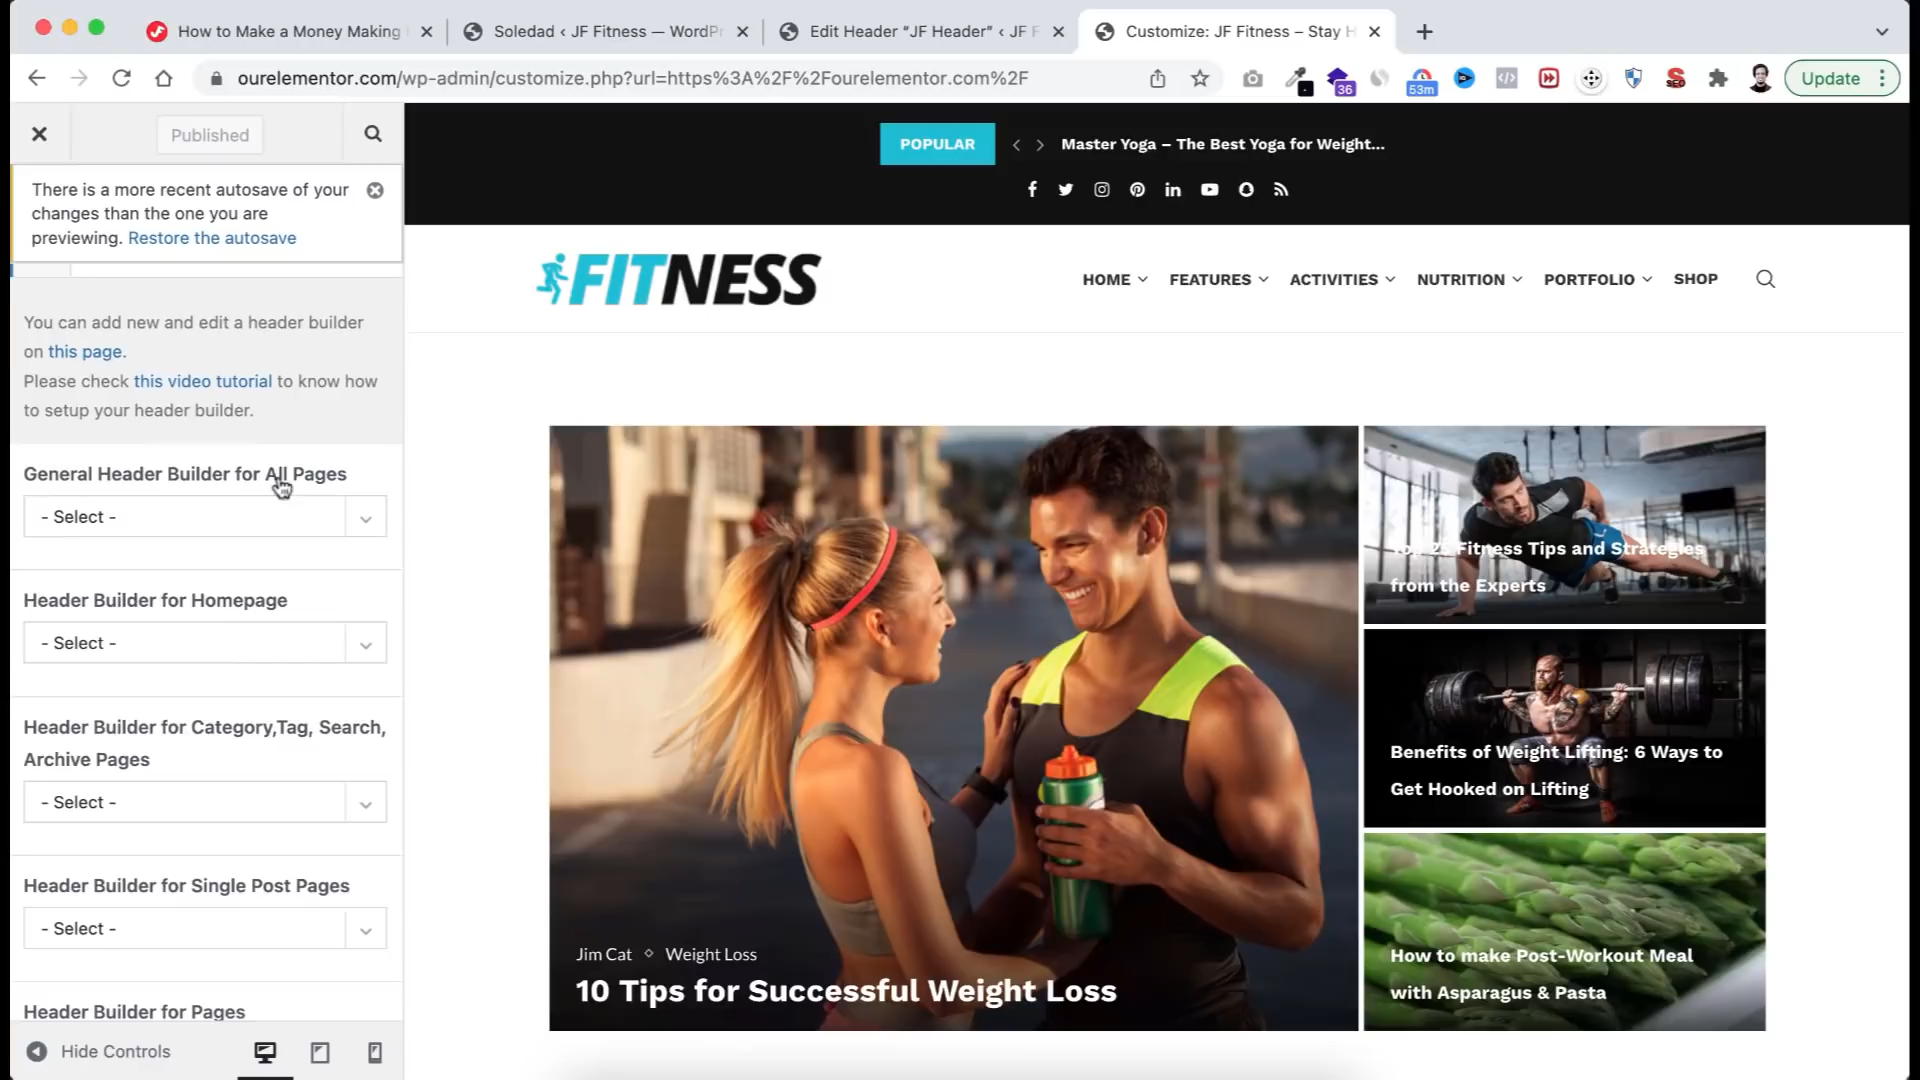 How to Make a Money Making
Soledad ‹ JF Fitness — WordPr
Edit Header “JF Header” ‹ JF F
Customize: JF Fitness – Stay H
ourelementor.com/wp-admin/customize.php?url=https%3A%2F%2Fourelementor.com%2F
36
53m
SEO
Update
Published
There is a more recent autosave of your
changes than the one you are
previewing. Restore the autosave
You can add new and edit a header builder
on this page.
Please check this video tutorial to know how
to setup your header builder.
General Header Builder for All Pages
- Select -
Header Builder for Homepage
- Select -
Header Builder for Category,Tag, Search,
Archive Pages
- Select -
Header Builder for Single Post Pages
- Select -
Header Builder for Pages
Hide Controls
POPULAR
Master Yoga – The Best Yoga for Weight...
FITNESS
HOME FEATURES ACTIVITIES NUTRITION PORTFOLIO SHOP
Jim Cat Weight Loss
10 Tips for Successful Weight Loss
Top 25 Fitness Tips and Strategies
from the Experts
Benefits of Weight Lifting: 6 Ways to
Get Hooked on Lifting
How to make Post-Workout Meal
with Asparagus & Pasta